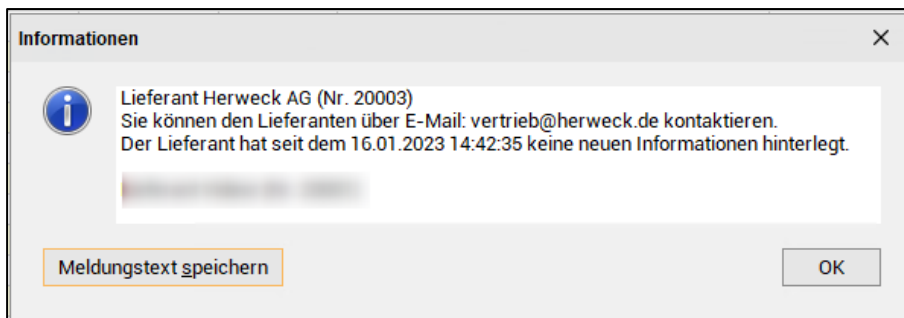 Informationen
Lieferant Herweck AG (Nr. 20003)
Sie können den Lieferanten über E-Mail: vertrieb@herweck.de kontaktieren.
Der Lieferant hat seit dem 16.01.2023 14:42:35 keine neuen Informationen hinterlegt.
Meldungstext speichern
OK